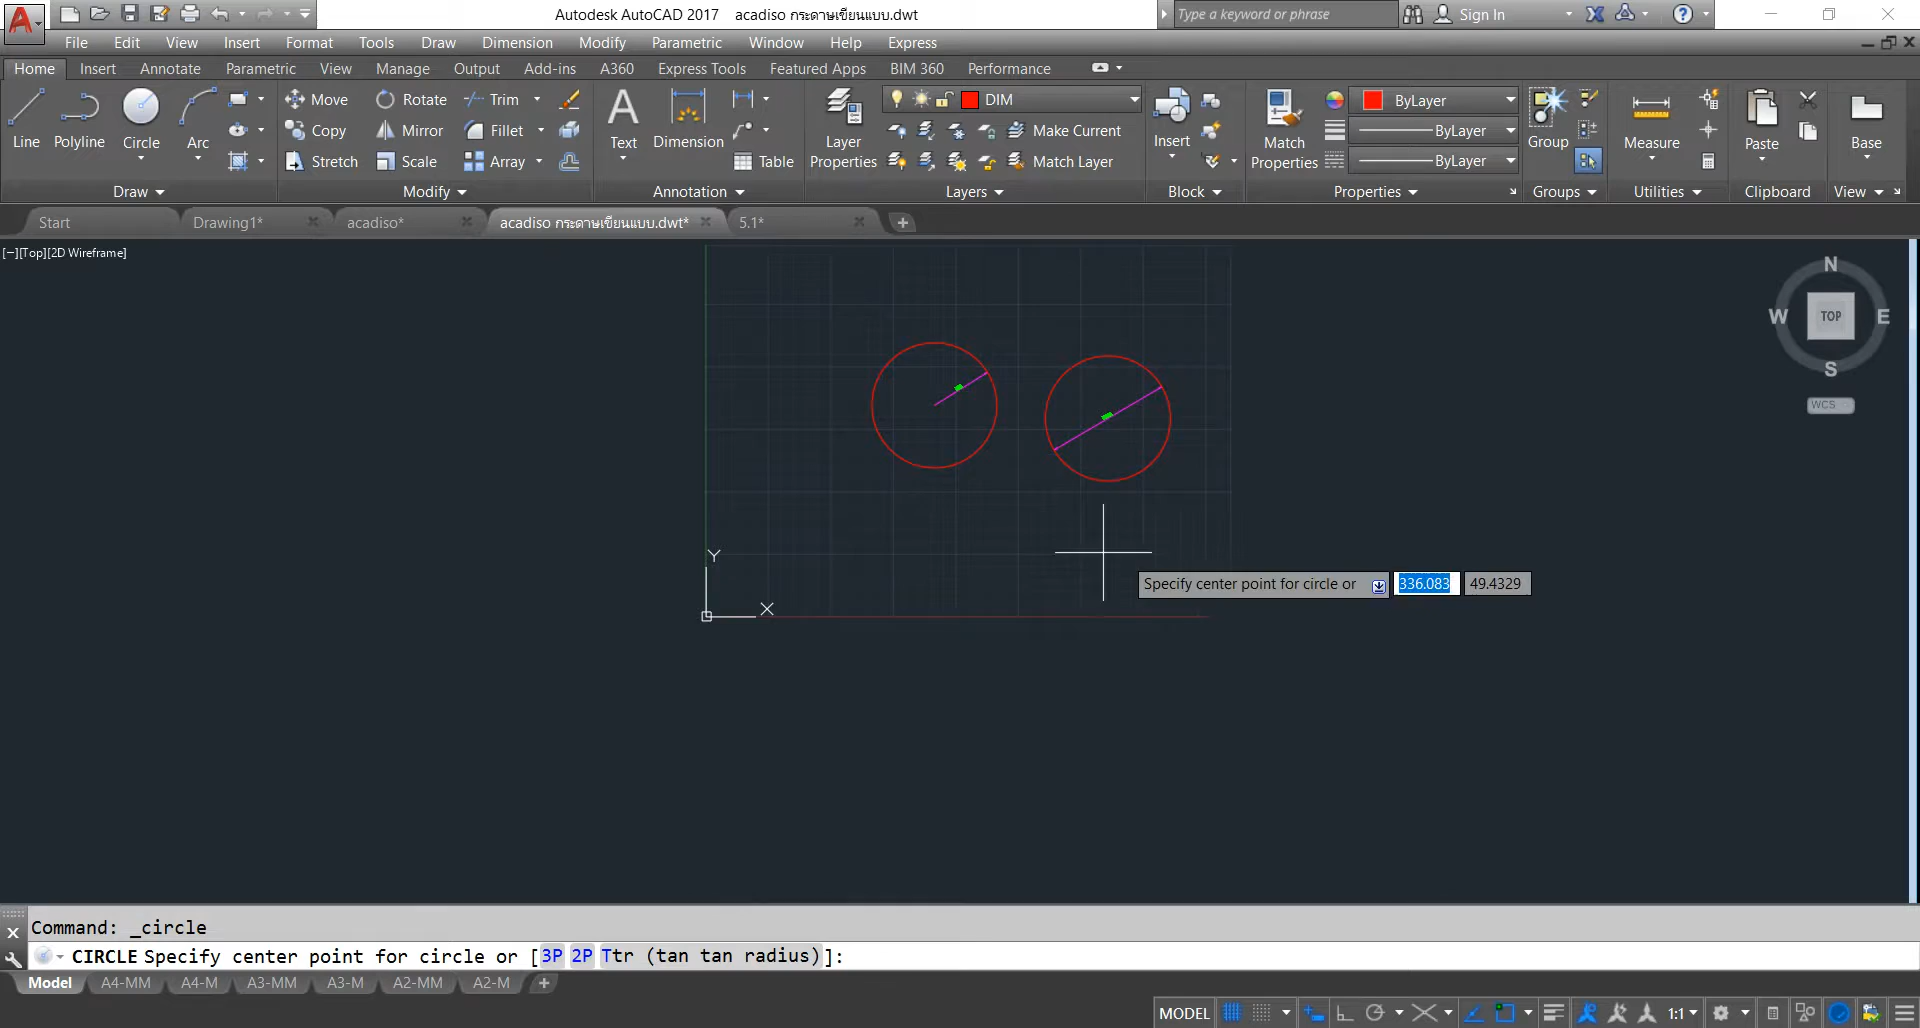 Autodesk AutoCAD 2017 acadiso กระดาษเขียนแบบ.dwt
Type a keyword or phrase
Sign In
File Edit View Insert Format Tools Draw Dimension Modify Parametric Window Help Express
Home Insert Annotate Parametric View Manage Output Add-ins A360 Express Tools Featured Apps BIM 360 Performance
Line Polyline Circle Arc
Move Rotate Trim
Copy Mirror Fillet
Stretch Scale Array
Text Dimension
Table
Layer Properties
DIM
Make Current
Match Layer
Insert
Match Properties
ByLayer
ByLayer
ByLayer
Group
Measure
Paste
Base
Draw Modify Annotation Layers Block Properties Groups Utilities Clipboard View
Start Drawing1* acadiso* acadiso กระดาษเขียนแบบ.dwt* 5.1*
[−][Top][2D Wireframe]
N
W TOP E
S
WCS
Y
X
Specify center point for circle or 336.083 49.4329
Command: _circle
CIRCLE Specify center point for circle or [3P 2P Ttr (tan tan radius)]:
Model A4-MM A4-M A3-MM A3-M A2-MM A2-M
MODEL 1:1